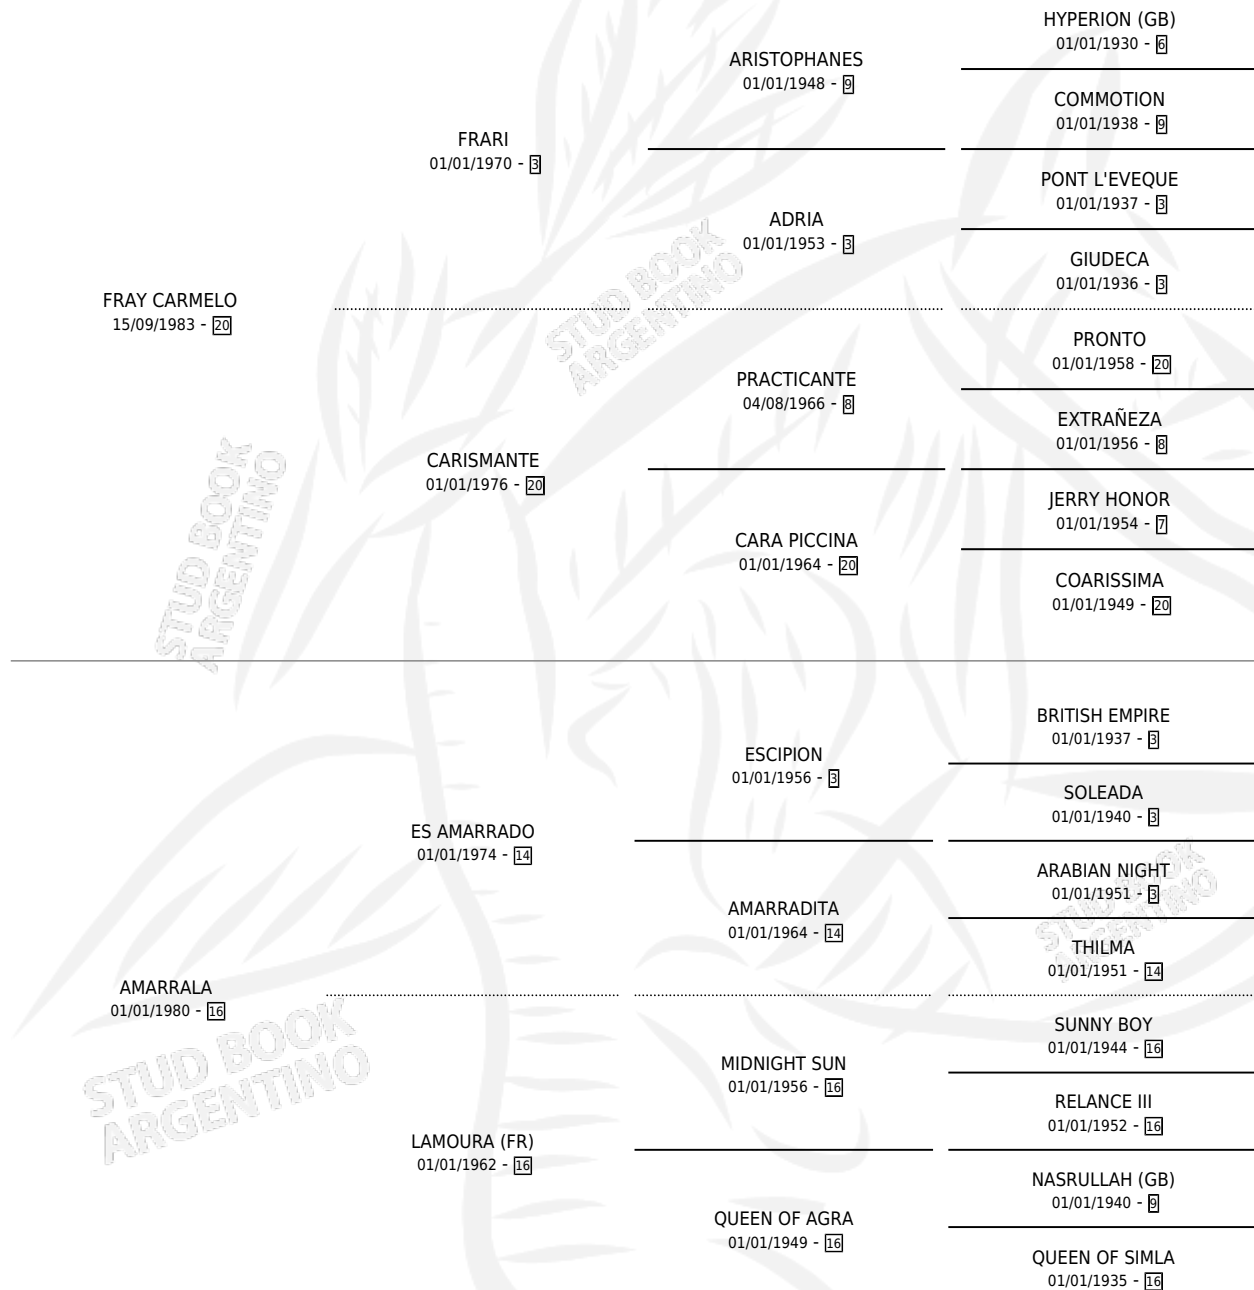 FRAY CARMELO
15/09/1983 - 20
FRARI
01/01/1970 - 3
CARISMANTE
01/01/1976 - 20
ARISTOPHANES
01/01/1948 - 9
ADRIA
01/01/1953 - 3
PRACTICANTE
04/08/1966 - 8
CARA PICCINA
01/01/1964 - 20
HYPERION (GB)
01/01/1930 - 6
COMMOTION
01/01/1938 - 9
PONT L'EVEQUE
01/01/1937 - 3
GIUDECA
01/01/1936 - 3
PRONTO
01/01/1958 - 20
EXTRAÑEZA
01/01/1956 - 8
JERRY HONOR
01/01/1954 - 7
COARISSIMA
01/01/1949 - 20
AMARRALA
01/01/1980 - 16
ES AMARRADO
01/01/1974 - 14
LAMOURA (FR)
01/01/1962 - 16
ESCIPION
01/01/1956 - 3
AMARRADITA
01/01/1964 - 14
MIDNIGHT SUN
01/01/1956 - 16
QUEEN OF AGRA
01/01/1949 - 16
BRITISH EMPIRE
01/01/1937 - 3
SOLEADA
01/01/1940 - 3
ARABIAN NIGHT
01/01/1951 - 3
THILMA
01/01/1951 - 14
SUNNY BOY
01/01/1944 - 16
RELANCE III
01/01/1952 - 16
NASRULLAH (GB)
01/01/1940 - 9
QUEEN OF SIMLA
01/01/1935 - 16
STUD BOOK
ARGENTINO
STUD BOOK
ARGENTINO
STUD BOOK
ARGENTINO
STUD BOOK
ARGENTINO